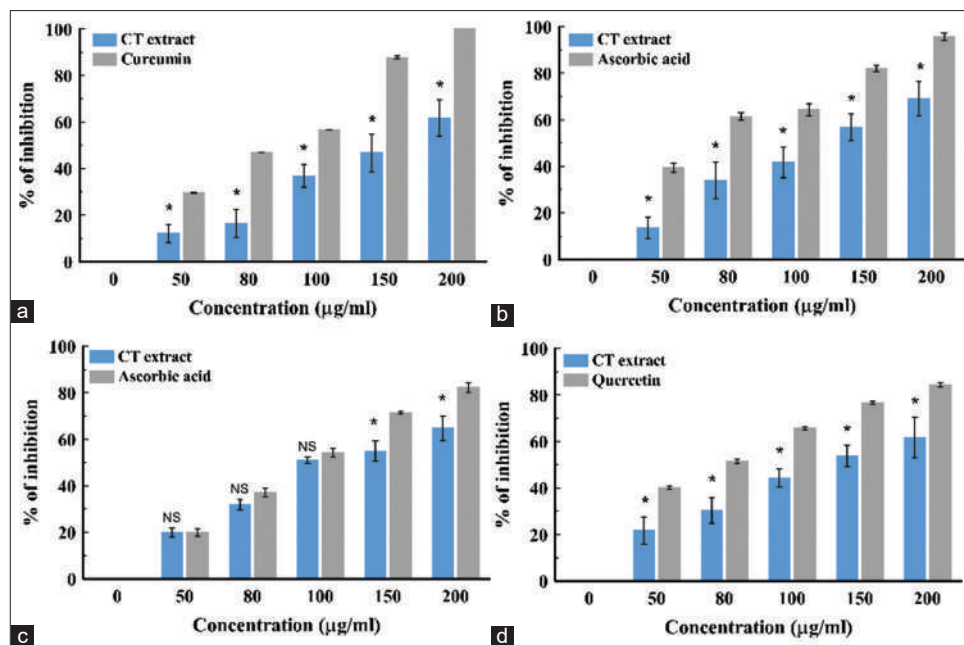 100
80
60
40
20
0
% of inhibition
CT extract
Curcumin
*
*
*
*
*
0 50 80 100 150 200
Concentration (μg/ml)
a
100
80
60
40
20
0
% of inhibition
CT extract
Ascorbic acid
*
*
*
*
*
0 50 80 100 150 200
Concentration (μg/ml)
b
100
80
60
40
20
0
% of inhibition
CT extract
Ascorbic acid
NS
NS
NS
*
*
0 50 80 100 150 200
Concentration (μg/ml)
c
100
80
60
40
20
0
% of inhibition
CT extract
Quercetin
*
*
*
*
*
0 50 80 100 150 200
Concentration (μg/ml)
d